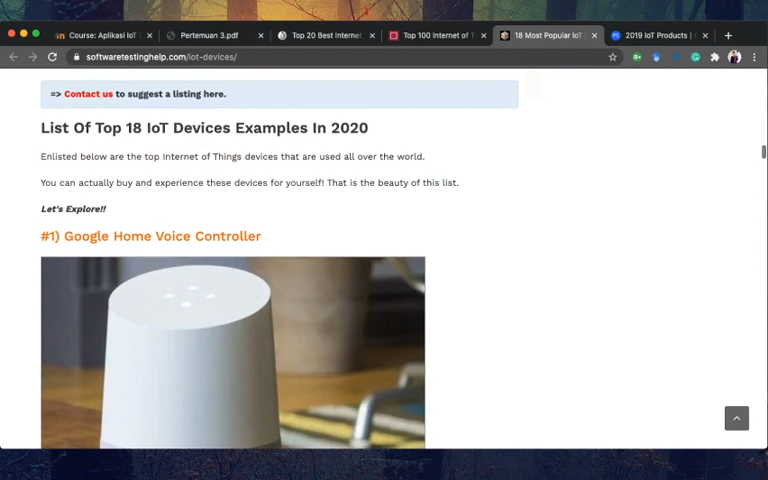 Course: Aplikasi IoT
Pertemuan 3.pdf
Top 20 Best Internet
Top 100 Internet of T
18 Most Popular IoT
2019 IoT Products |
softwaretestinghelp.com/iot-devices/
=> Contact us to suggest a listing here.
List Of Top 18 IoT Devices Examples In 2020
Enlisted below are the top Internet of Things devices that are used all over the world.
You can actually buy and experience these devices for yourself! That is the beauty of this list.
Let's Explore!!
#1) Google Home Voice Controller